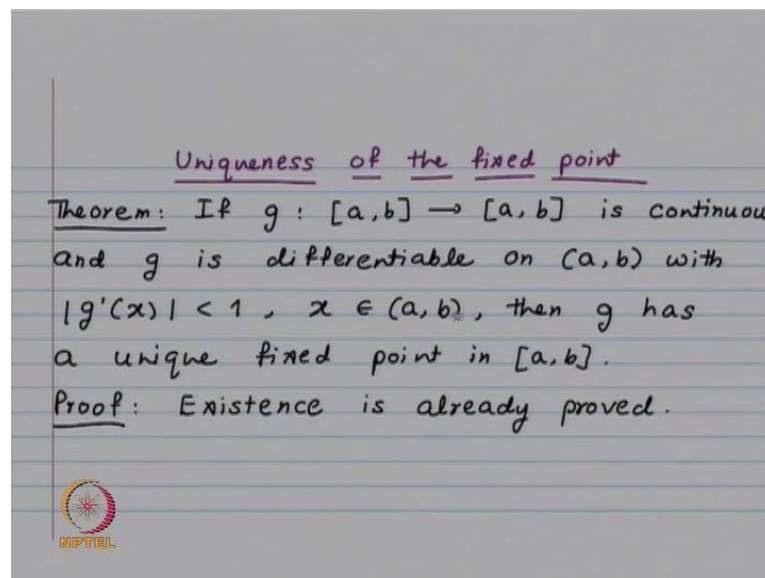 Uniqueness of the fixed point
Theorem: If g : [a,b] → [a,b] is continuou
and g is differentiable on (a,b) with
|g'(x)| < 1, x ∈ (a,b), then g has
a unique fixed point in [a,b].
Proof: Existence is already proved.
NPTEL